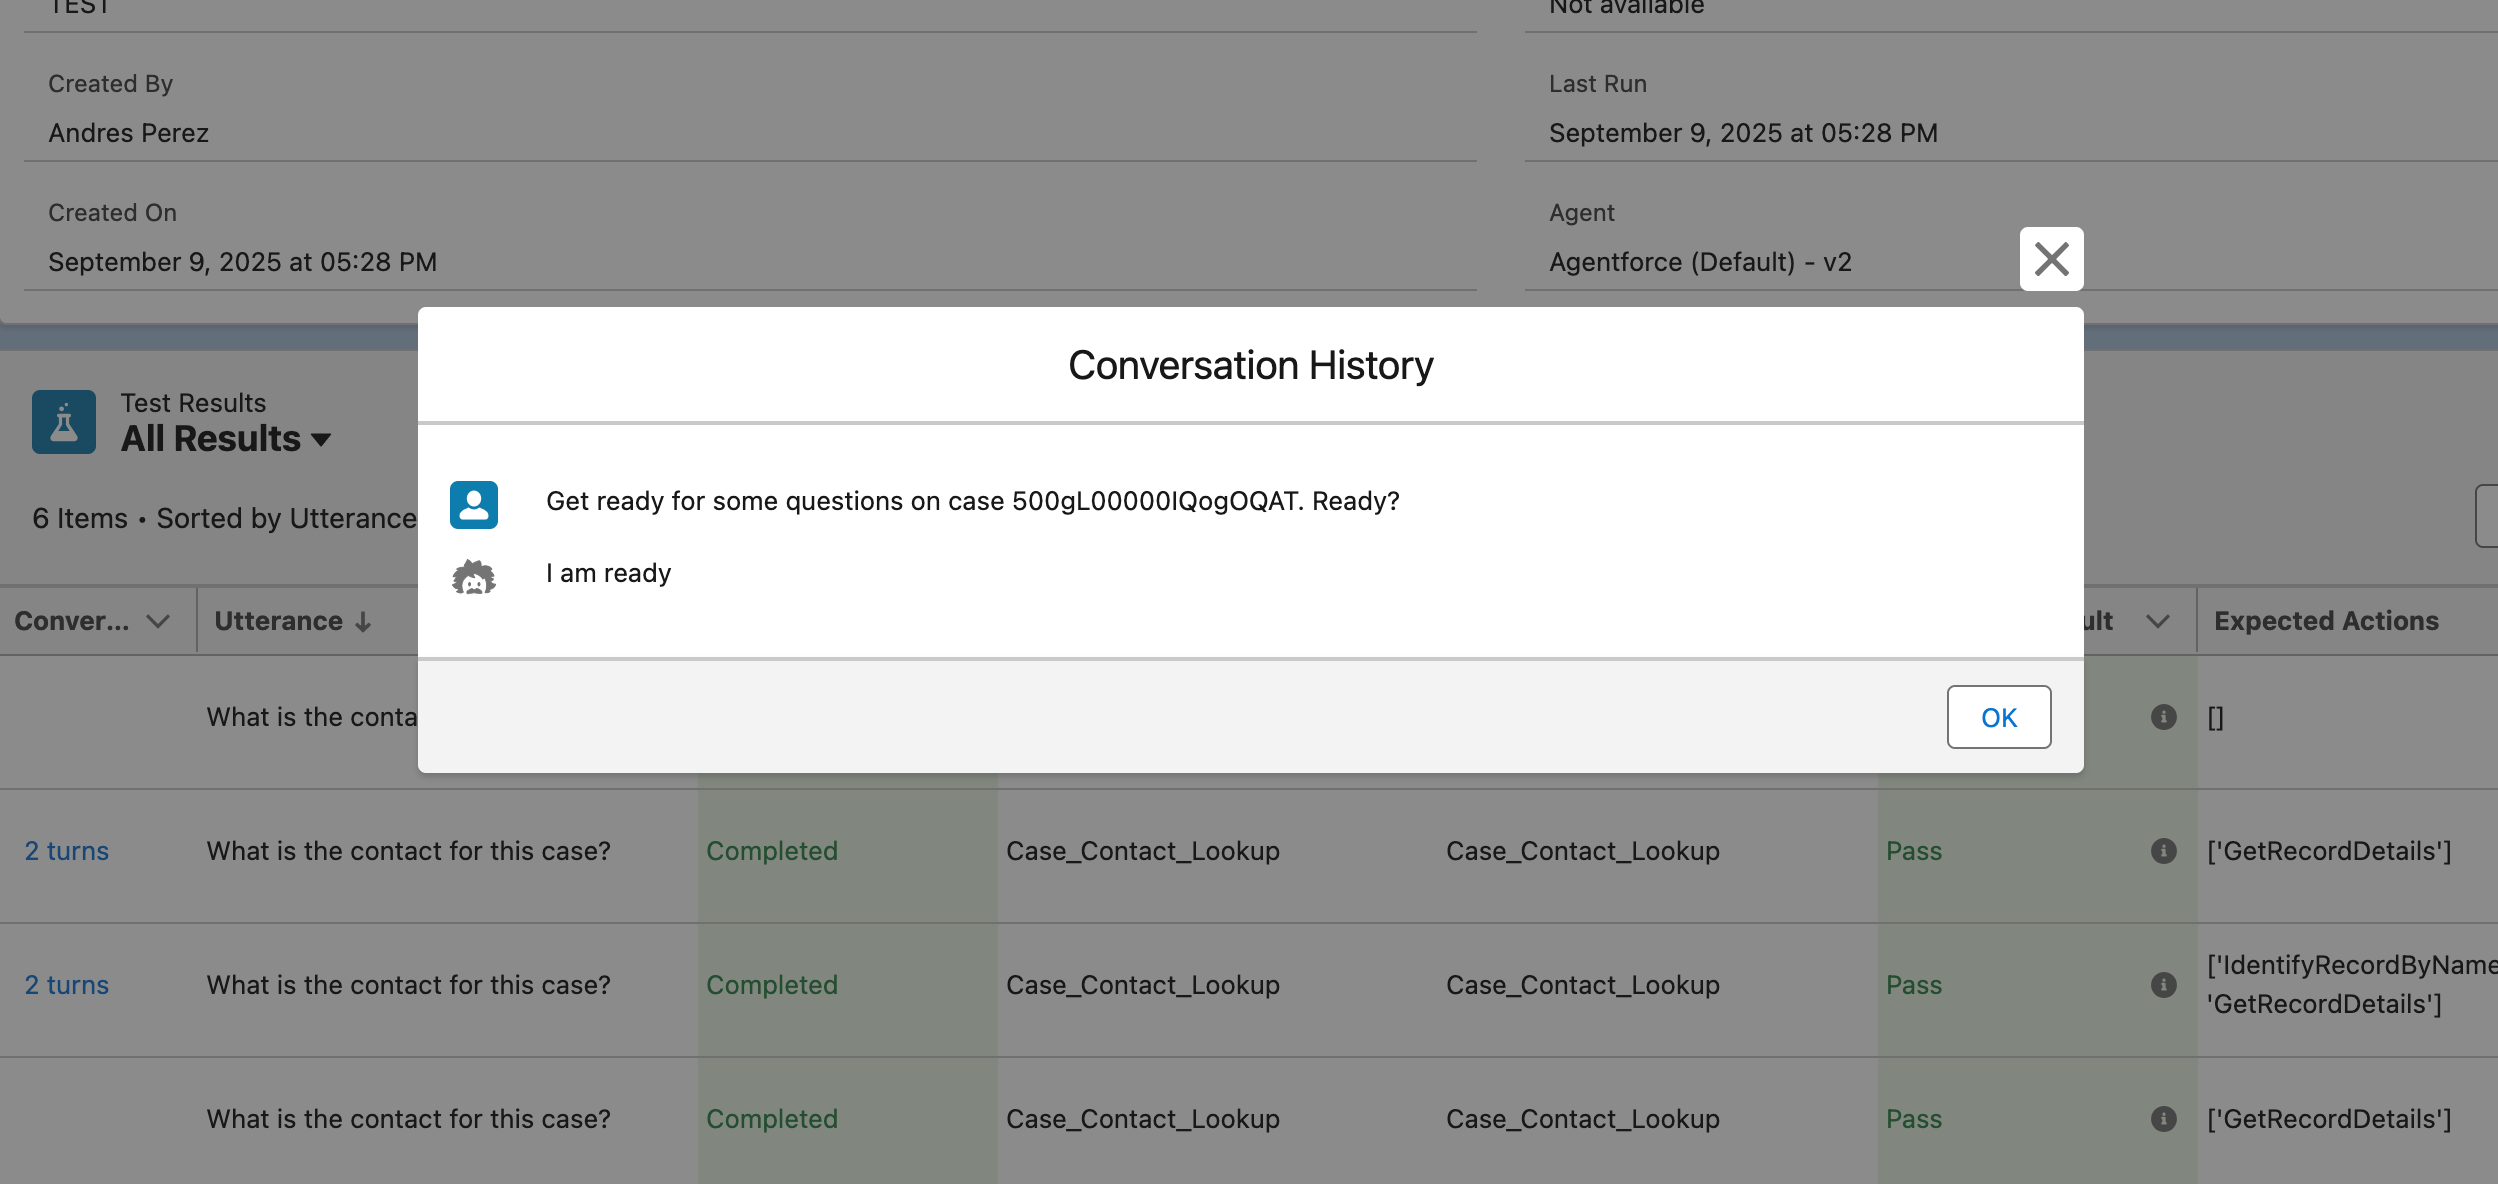 TEST
Not available
Created By
Last Run
Andres Perez
September 9, 2025 at 05:28 PM
Created On
Agent
September 9, 2025 at 05:28 PM
Agentforce (Default) - v2
Conversation History
Test Results
All Results
Get ready for some questions on case 500gL00000IQogOQAT. Ready?
6 Items • Sorted by Utterance
I am ready
Conver...
Utterance
Expected Actions
What is the
[]
OK
2 turns
What is the contact for this case?
Completed
Case_Contact_Lookup
Case_Contact_Lookup
Pass
['GetRecordDetails']
2 turns
What is the contact for this case?
Completed
Case_Contact_Lookup
Case_Contact_Lookup
Pass
['IdentifyRecordByName
'GetRecordDetails']
What is the contact for this case?
Completed
Case_Contact_Lookup
Case_Contact_Lookup
Pass
['GetRecordDetails']